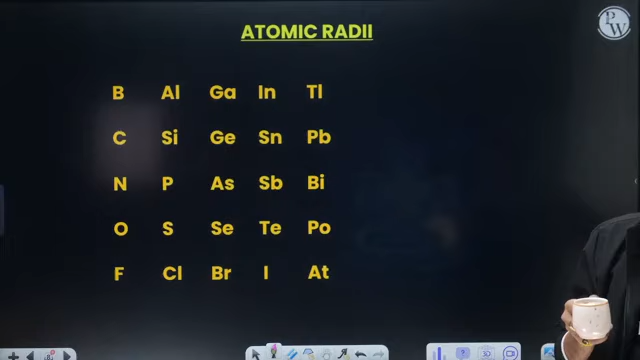 ATOMIC RADII
PW
B Al Ga In Tl
C Si Ge Sn Pb
N P As Sb Bi
O S Se Te Po
F Cl Br I At